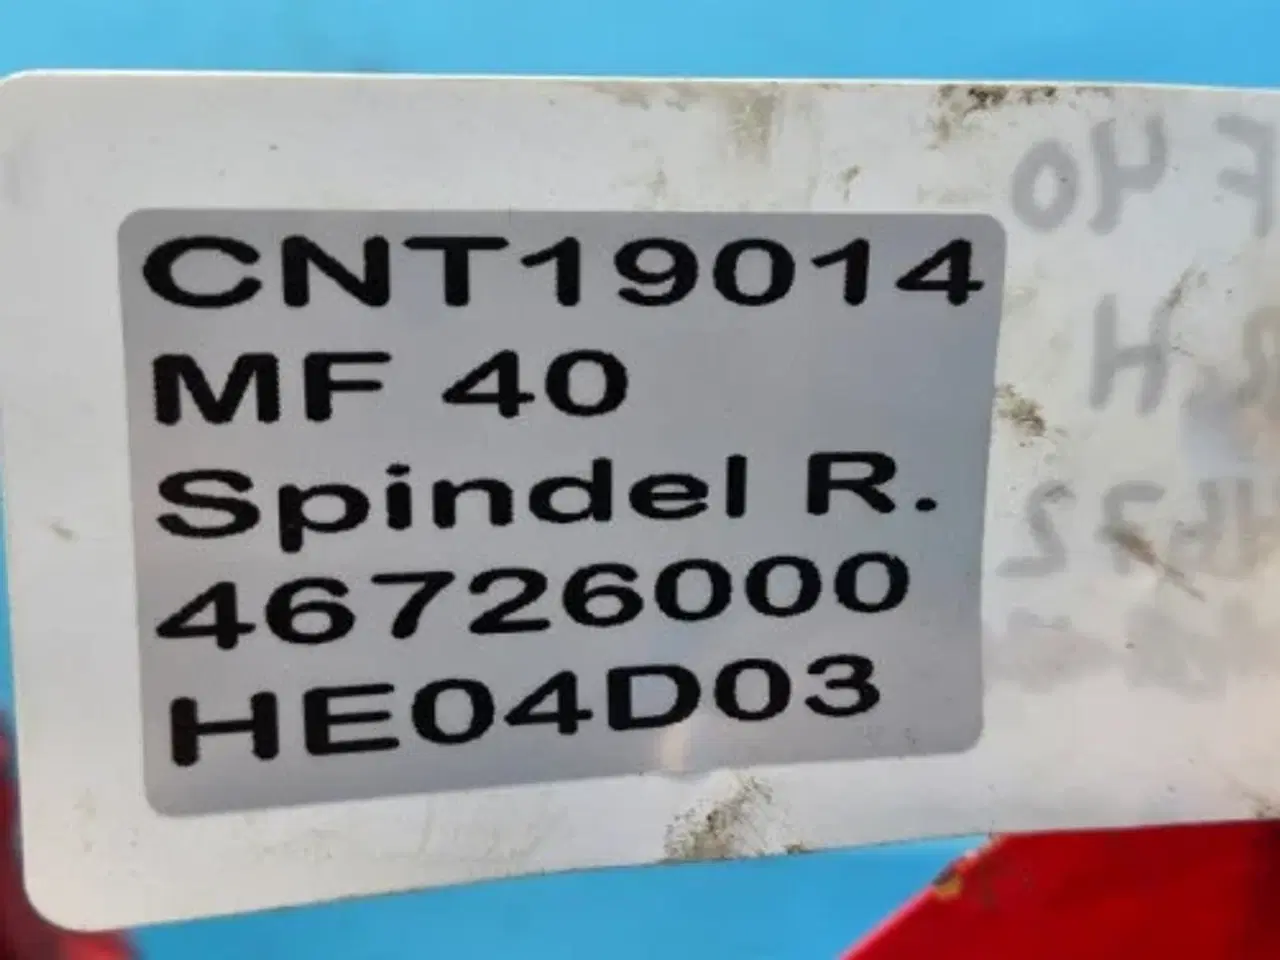 CNT19014
MF 40
Spindel R.
46726000
HE04D03